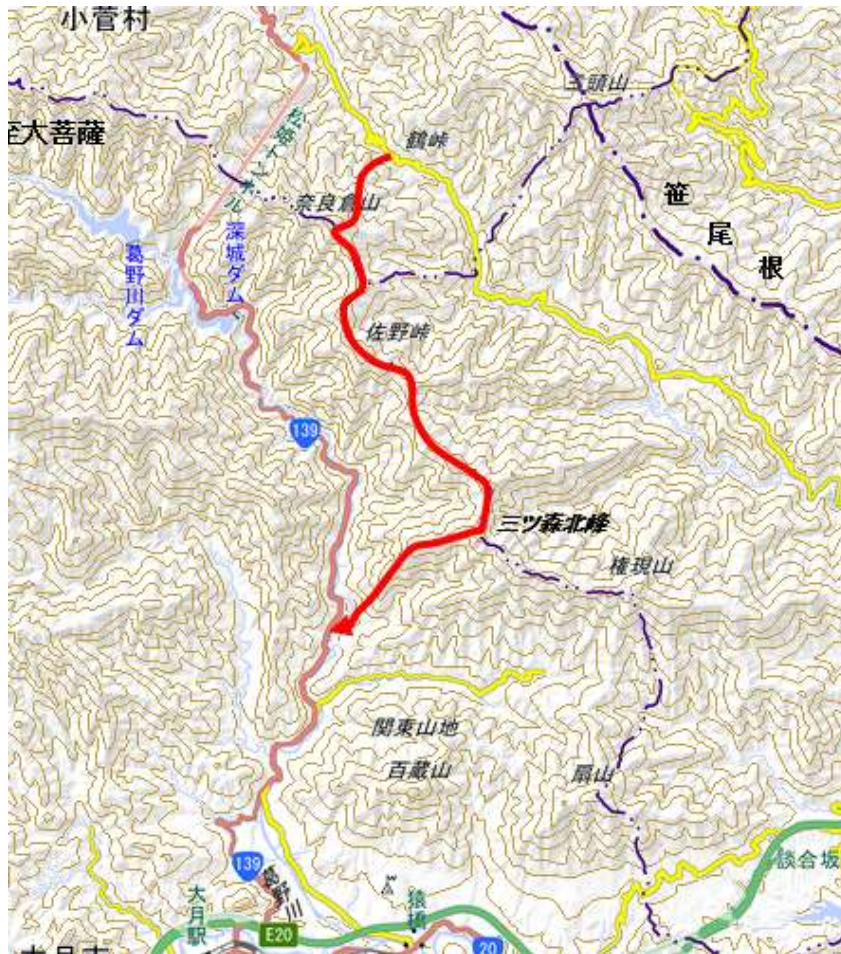 小菅村
三頭山
鶴峠
至大菩薩
松姫トンネル
奈良倉山
笹尾根
深城ダム
葛野川ダム
佐野峠
139
三ツ森北峰
権現山
関東山地
百蔵山
扇山
談合坂
139
大月駅
猿橋
E20
20